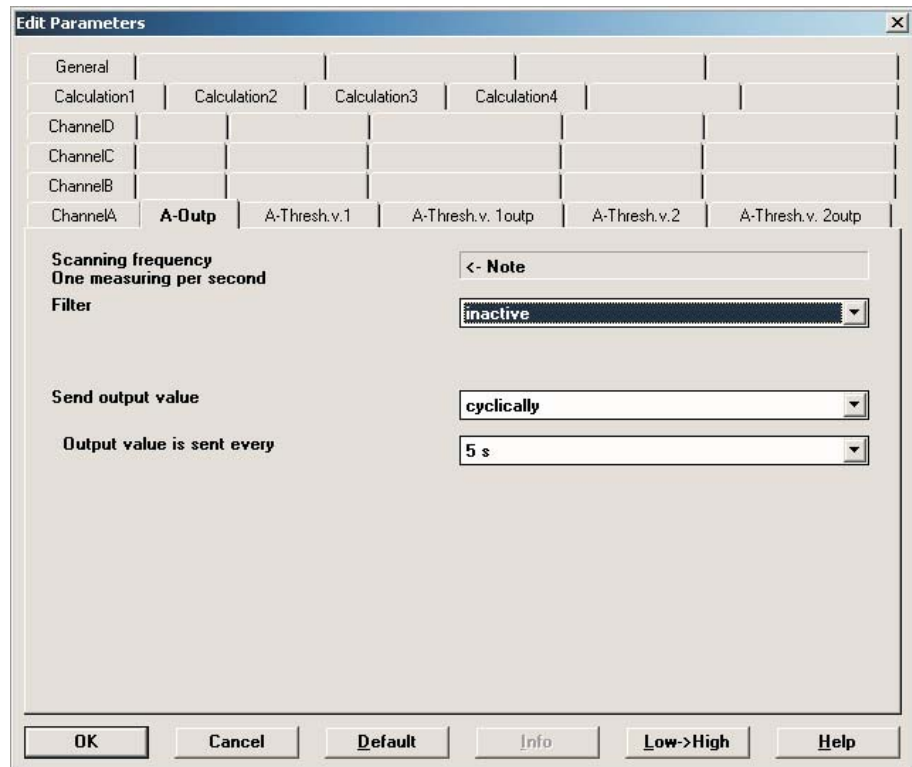 Edit Parameters
General
Calculation1 Calculation2 Calculation3 Calculation4
ChannelD
ChannelC
ChannelB
ChannelA A-Outp A-Thresh.v.1 A-Thresh.v. 1outp A-Thresh.v.2 A-Thresh.v. 2outp
Scanning frequency
One measuring per second
<- Note
Filter inactive
Send output value cyclically
Output value is sent every 5 s
OK Cancel Default Info Low->High Help